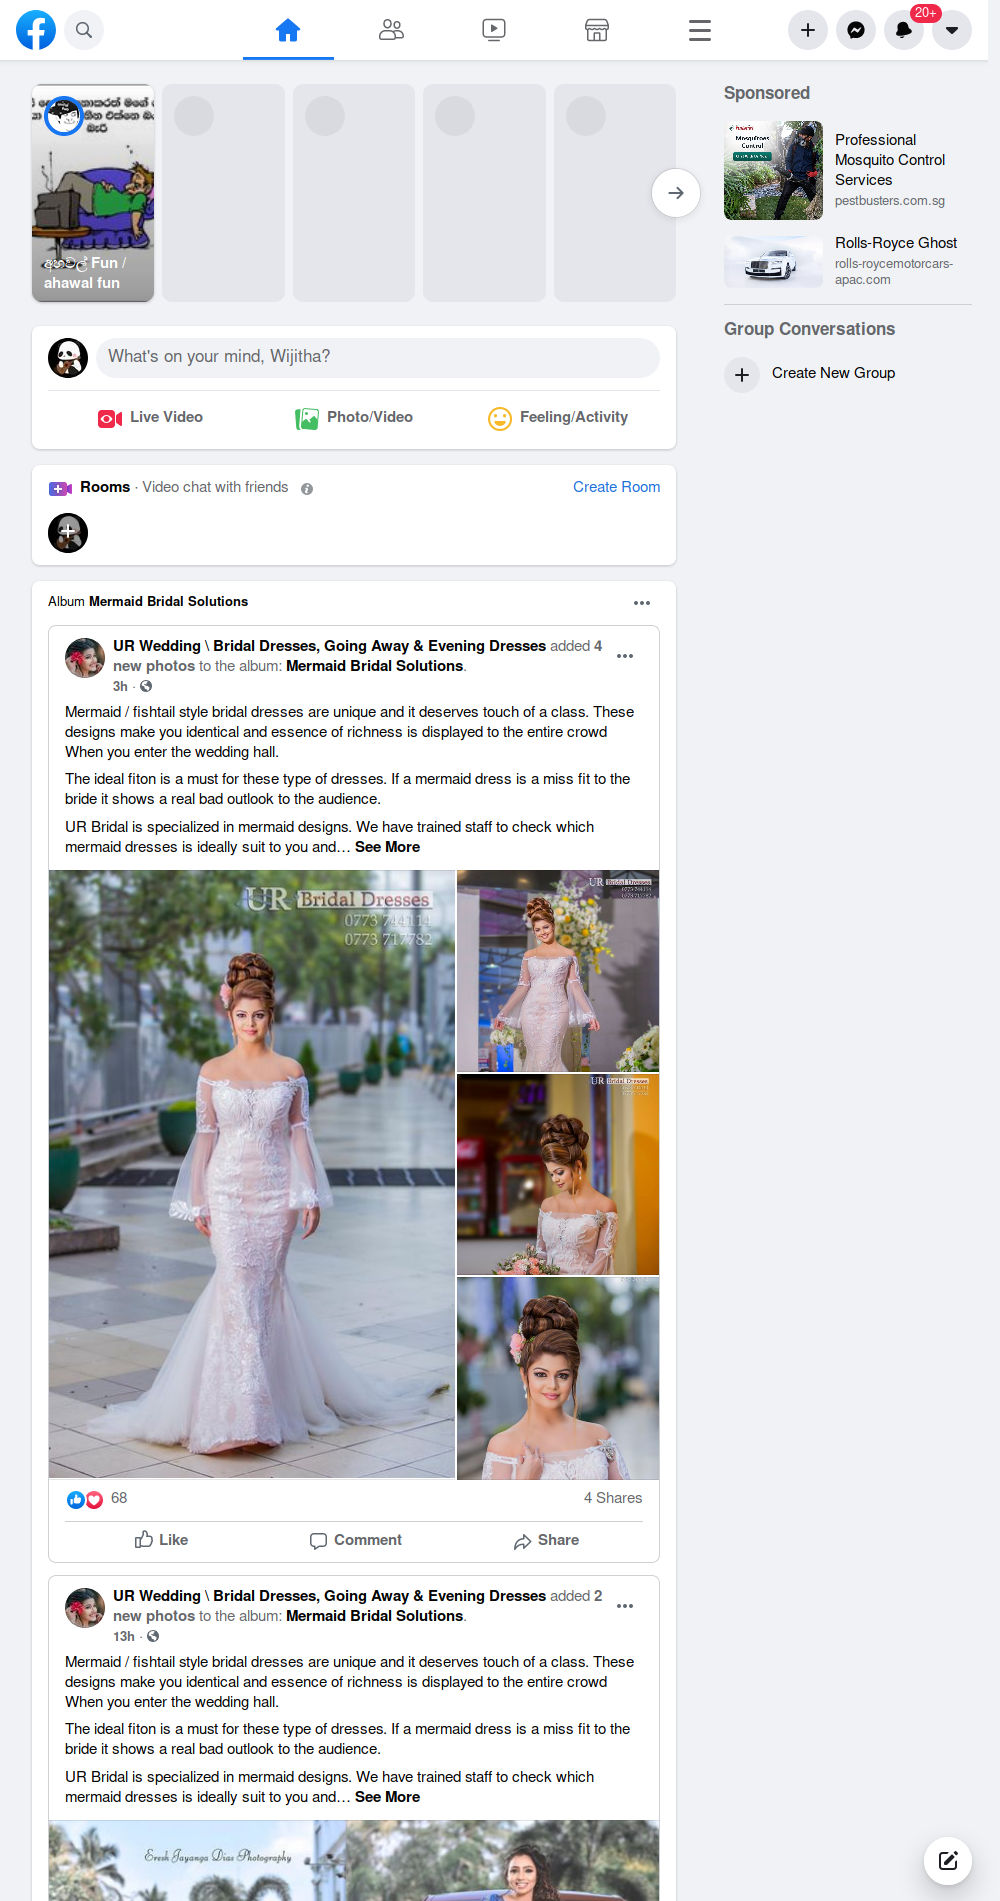 20+
අහවල් Fun /
ahawal fun
What's on your mind, Wijitha?
Live Video
Photo/Video
Feeling/Activity
Rooms · Video chat with friends
Create Room
Album Mermaid Bridal Solutions
UR Wedding \ Bridal Dresses, Going Away & Evening Dresses added 4
new photos to the album: Mermaid Bridal Solutions.
3h ·
Mermaid / fishtail style bridal dresses are unique and it deserves touch of a class. These
designs make you identical and essence of richness is displayed to the entire crowd
When you enter the wedding hall.
The ideal fiton is a must for these type of dresses. If a mermaid dress is a miss fit to the
bride it shows a real bad outlook to the audience.
UR Bridal is specialized in mermaid designs. We have trained staff to check which
mermaid dresses is ideally suit to you and… See More
UR Bridal Dresses
0773 744114
0773 717782
UR Bridal Dresses
UR Bridal Dresses
68
4 Shares
Like
Comment
Share
UR Wedding \ Bridal Dresses, Going Away & Evening Dresses added 2
new photos to the album: Mermaid Bridal Solutions.
13h ·
Mermaid / fishtail style bridal dresses are unique and it deserves touch of a class. These
designs make you identical and essence of richness is displayed to the entire crowd
When you enter the wedding hall.
The ideal fiton is a must for these type of dresses. If a mermaid dress is a miss fit to the
bride it shows a real bad outlook to the audience.
UR Bridal is specialized in mermaid designs. We have trained staff to check which
mermaid dresses is ideally suit to you and… See More
Eresh Jayanga Dias Photography
Sponsored
Mosquitoes
Control
Professional
Mosquito Control
Services
pestbusters.com.sg
Rolls-Royce Ghost
rolls-roycemotorcars-
apac.com
Group Conversations
Create New Group